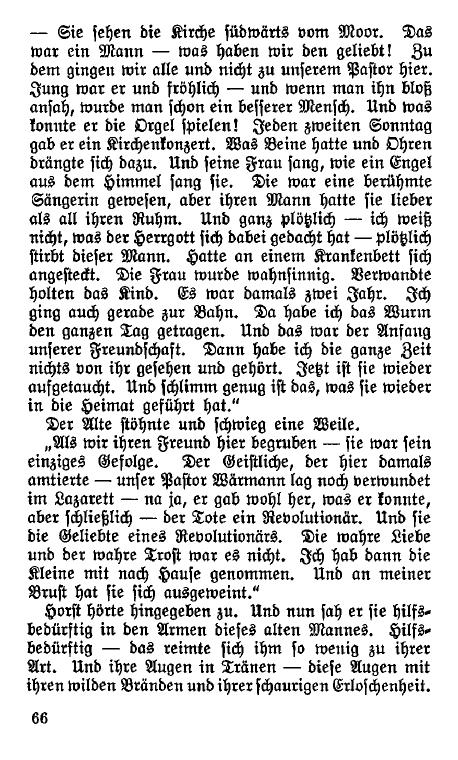 — Sie sehen die Kirche südwärts vom Moor. Das
war ein Mann — was haben wir den geliebt! Zu
dem gingen wir alle und nicht zu unserem Pastor hier.
Jung war er und fröhlich — und wenn man ihn bloß
ansah, wurde man schon ein besserer Mensch. Und was
konnte er die Orgel spielen! Jeden zweiten Sonntag
gab er ein Kirchenkonzert. Was Beine hatte und Ohren
drängte sich dazu. Und seine Frau sang, wie ein Engel
aus dem Himmel sang sie. Die war eine berühmte
Sängerin gewesen, aber ihren Mann hatte sie lieber
als all ihren Ruhm. Und ganz plötzlich — ich weiß
nicht, was der Herrgott sich dabei gedacht hat — plötzlich
stirbt dieser Mann. Hatte an einem Krankenbett sich
angesteckt. Die Frau wurde wahnsinnig. Verwandte
holten das Kind. Es war damals zwei Jahr. Ich
ging auch gerade zur Bahn. Da habe ich das Wurm
den ganzen Tag getragen. Und das war der Anfang
unserer Freundschaft. Dann habe ich die ganze Zeit
nichts von ihr gesehen und gehört. Jetzt ist sie wieder
aufgetaucht. Und schlimm genug ist das, was sie wieder
in die Heimat geführt hat.“
Der Alte stöhnte und schwieg eine Weile.
„Als wir ihren Freund hier begruben — sie war sein
einziges Gefolge. Der Geistliche, der hier damals
amtierte — unser Pastor Wärmann lag noch verwundet
im Lazarett — na ja, er gab wohl her, was er konnte,
aber schließlich — der Tote ein Revolutionär. Und sie
die Geliebte eines Revolutionärs. Die wahre Liebe
und der wahre Trost war es nicht. Ich hab dann die
Kleine mit nach Hause genommen. Und an meiner
Brust hat sie sich ausgeweint.“
Horst hörte hingegeben zu. Und nun sah er sie hilfs-
bedürftig in den Armen dieses alten Mannes. Hilfs-
bedürftig — das reimte sich ihm so wenig zu ihrer
Art. Und ihre Augen in Tränen — diese Augen mit
ihren wilden Bränden und ihrer schaurigen Erloschenheit.
66